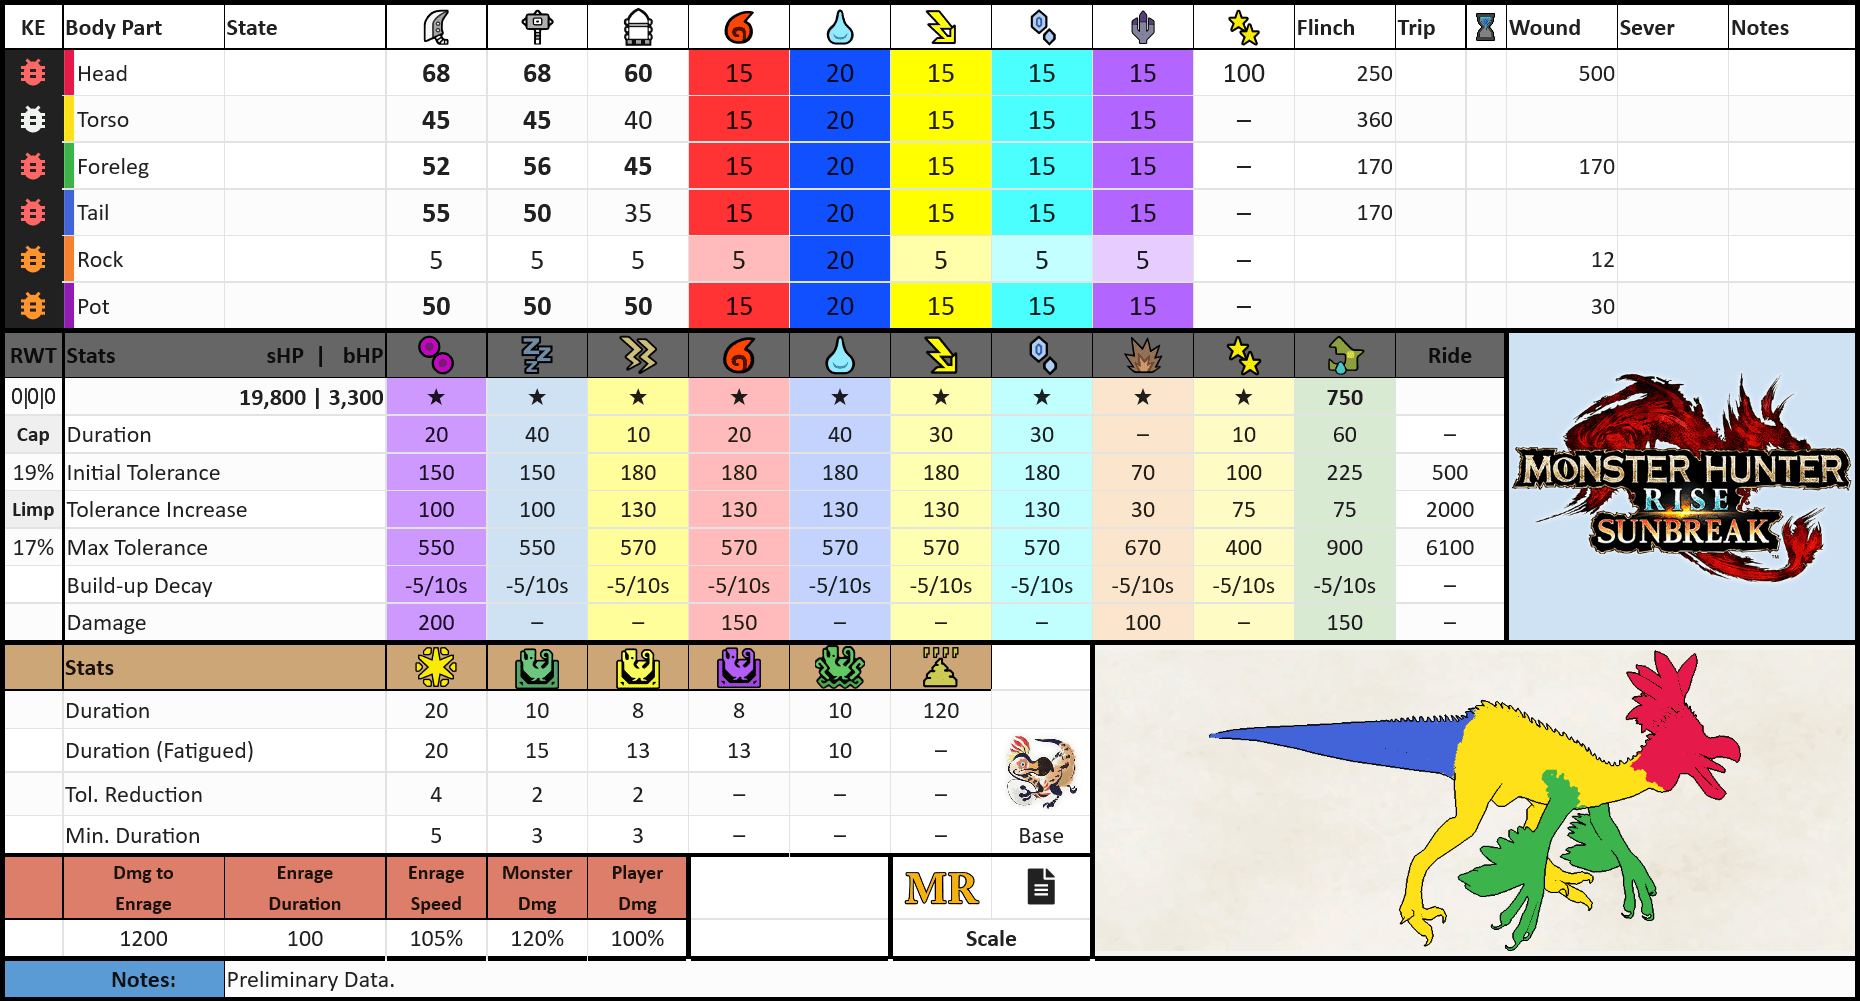 KE Body Part State Flinch Trip Wound Sever Notes
Head 68 68 60 15 20 15 15 15 100 250 500
Torso 45 45 40 15 20 15 15 15 – 360
Foreleg 52 56 45 15 20 15 15 15 – 170 170
Tail 55 50 35 15 20 15 15 15 – 170
Rock 5 5 5 5 20 5 5 5 – 12
Pot 50 50 50 15 20 15 15 15 – 30
RWT Stats sHP | bHP Ride
0|0|0 19,800 | 3,300 ★ ★ ★ ★ ★ ★ ★ ★ ★ 750
Cap Duration 20 40 10 20 40 30 30 – 10 60 –
19% Initial Tolerance 150 150 180 180 180 180 180 70 100 225 500
Limp Tolerance Increase 100 100 130 130 130 130 130 30 75 75 2000
17% Max Tolerance 550 550 570 570 570 570 570 670 400 900 6100
Build-up Decay -5/10s -5/10s -5/10s -5/10s -5/10s -5/10s -5/10s -5/10s -5/10s -5/10s –
Damage 200 – – 150 – – – 100 – 150 –
MONSTER HUNTER
RISE
SUNBREAK
™
Stats
Duration 20 10 8 8 10 120
Duration (Fatigued) 20 15 13 13 10 –
Tol. Reduction 4 2 2 – – –
Min. Duration 5 3 3 – – – Base
Dmg to Enrage Enrage Monster Player
Enrage Duration Speed Dmg Dmg
MR
1200 100 105% 120% 100% Scale
Notes: Preliminary Data.